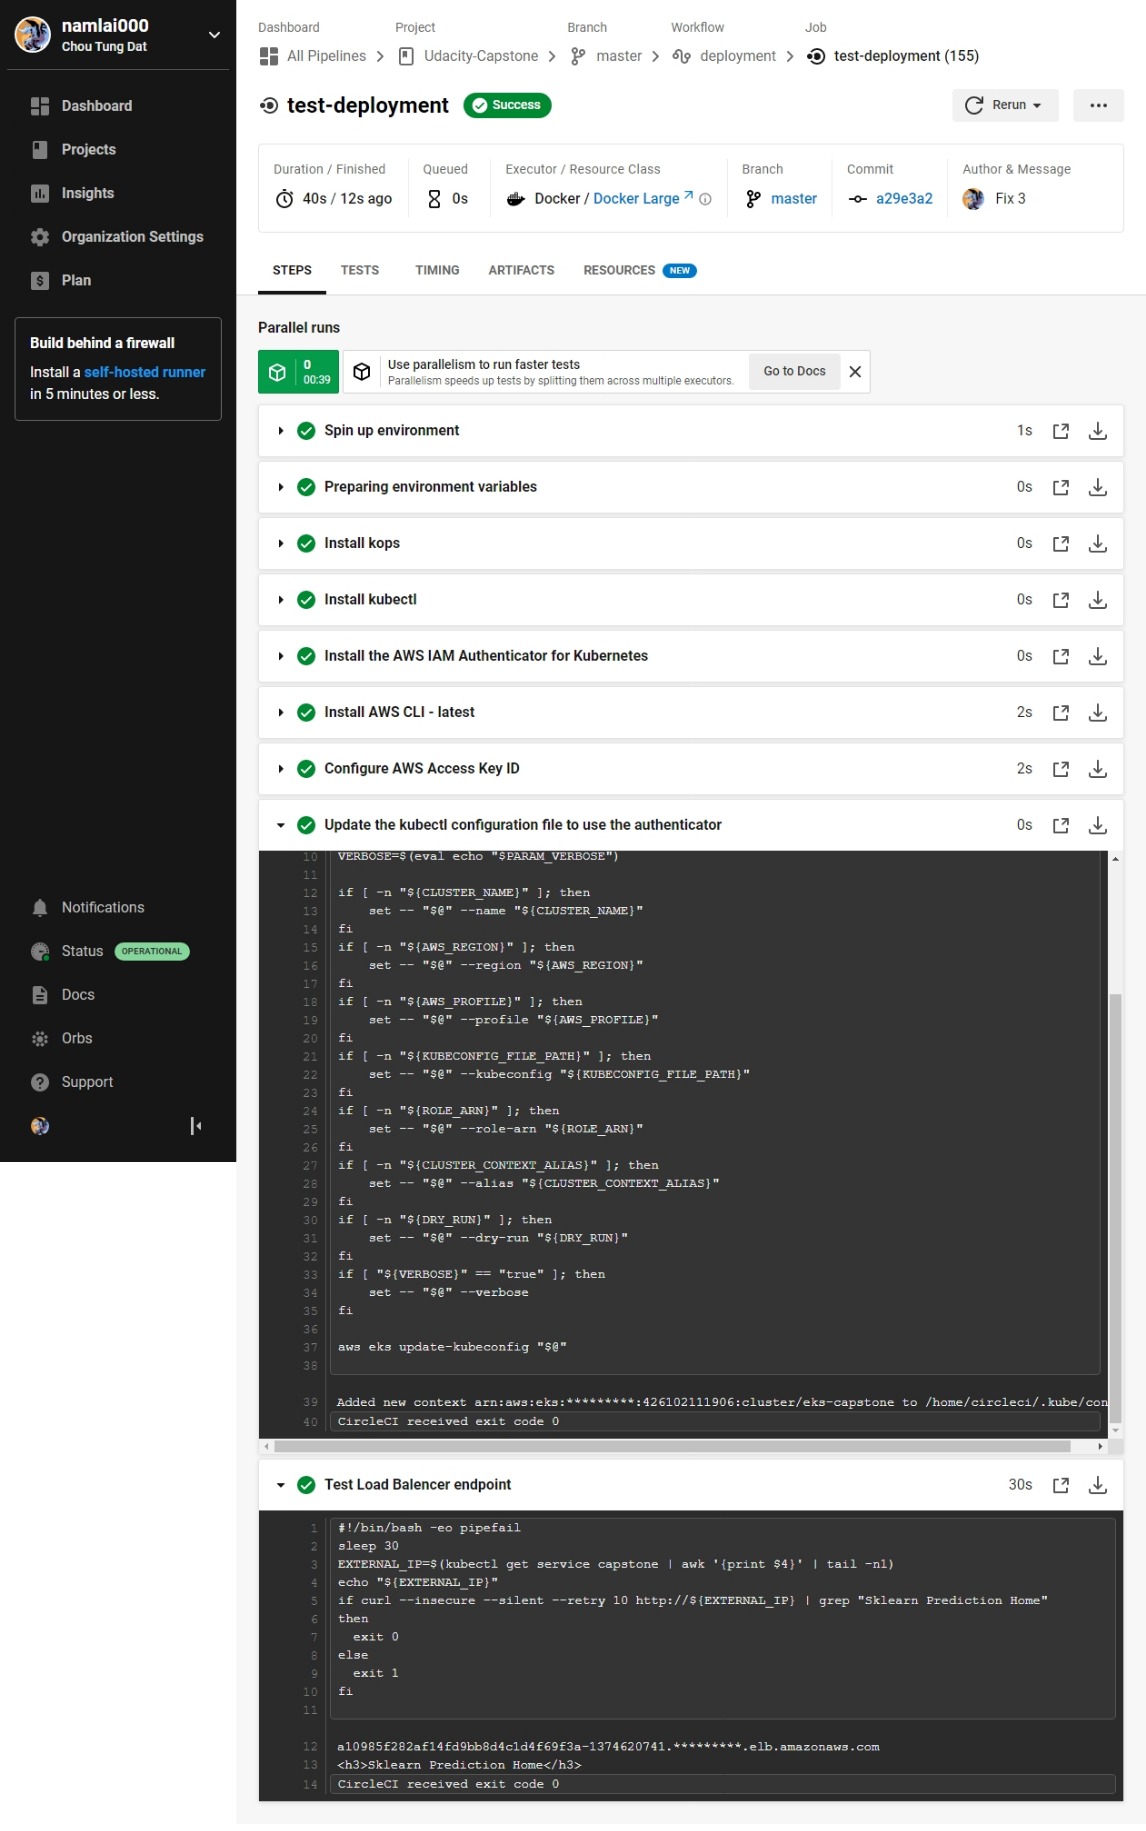 namlai000
Chou Tung Dat
Dashboard
Projects
Insights
Organization Settings
Plan
Build behind a firewall
Install a self-hosted runner
in 5 minutes or less.
Notifications
Status OPERATIONAL
Docs
Orbs
Support
Dashboard Project Branch Workflow Job
All Pipelines Udacity-Capstone master deployment test-deployment (155)
test-deployment Success Rerun
Duration / Finished Queued Executor / Resource Class Branch Commit Author & Message
40s / 12s ago 0s Docker / Docker Large master a29e3a2 Fix 3
STEPS TESTS TIMING ARTIFACTS RESOURCES NEW
Parallel runs
0
00:39
Use parallelism to run faster tests
Parallelism speeds up tests by splitting them across multiple executors.
Go to Docs
Spin up environment 1s
Preparing environment variables 0s
Install kops 0s
Install kubectl 0s
Install the AWS IAM Authenticator for Kubernetes 0s
Install AWS CLI - latest 2s
Configure AWS Access Key ID 2s
Update the kubectl configuration file to use the authenticator 0s
10 VERBOSE=$(eval echo "$PARAM_VERBOSE")
11
12 if [ -n "${CLUSTER_NAME}" ]; then
13     set -- "$@" --name "${CLUSTER_NAME}"
14 fi
15 if [ -n "${AWS_REGION}" ]; then
16     set -- "$@" --region "${AWS_REGION}"
17 fi
18 if [ -n "${AWS_PROFILE}" ]; then
19     set -- "$@" --profile "${AWS_PROFILE}"
20 fi
21 if [ -n "${KUBECONFIG_FILE_PATH}" ]; then
22     set -- "$@" --kubeconfig "${KUBECONFIG_FILE_PATH}"
23 fi
24 if [ -n "${ROLE_ARN}" ]; then
25     set -- "$@" --role-arn "${ROLE_ARN}"
26 fi
27 if [ -n "${CLUSTER_CONTEXT_ALIAS}" ]; then
28     set -- "$@" --alias "${CLUSTER_CONTEXT_ALIAS}"
29 fi
30 if [ -n "${DRY_RUN}" ]; then
31     set -- "$@" --dry-run "${DRY_RUN}"
32 fi
33 if [ "${VERBOSE}" == "true" ]; then
34     set -- "$@" --verbose
35 fi
36
37 aws eks update-kubeconfig "$@"
38
39 Added new context arn:aws:eks:*********:426102111906:cluster/eks-capstone to /home/circleci/.kube/con
40 CircleCI received exit code 0
Test Load Balencer endpoint 30s
1 #!/bin/bash -eo pipefail
2 sleep 30
3 EXTERNAL_IP=$(kubectl get service capstone | awk '{print $4}' | tail -n1)
4 echo "${EXTERNAL_IP}"
5 if curl --insecure --silent --retry 10 http://${EXTERNAL_IP} | grep "Sklearn Prediction Home"
6 then
7   exit 0
8 else
9   exit 1
10 fi
11
12 a10985f282af14fd9bb8d4c1d4f69f3a-1374620741.*********.elb.amazonaws.com
13 <h3>Sklearn Prediction Home</h3>
14 CircleCI received exit code 0